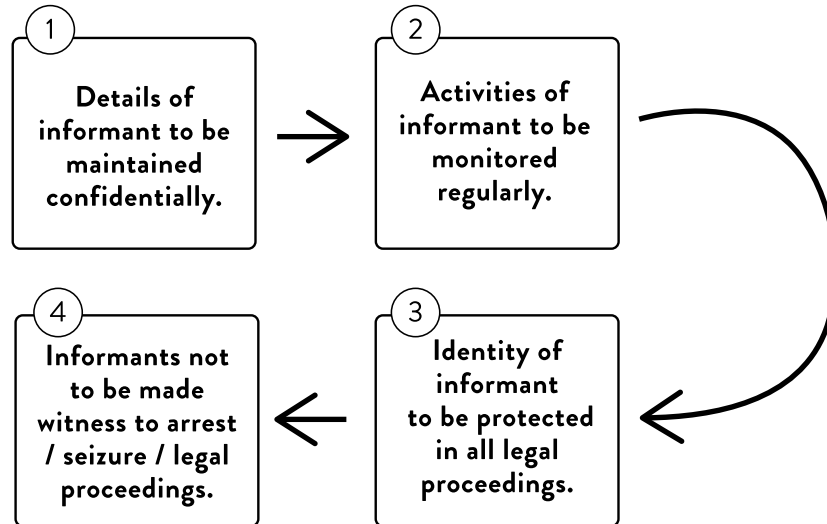 1
Details of
informant to be
maintained
confidentially.
2
Activities of
informant to be
monitored
regularly.
3
Identity of
informant
to be protected
in all legal
proceedings.
4
Informants not
to be made
witness to arrest
/ seizure / legal
proceedings.